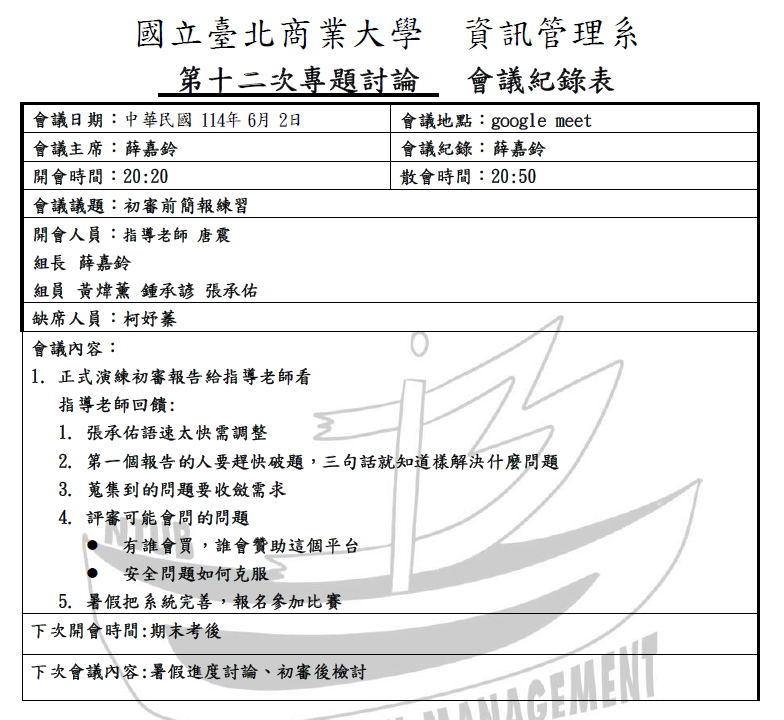 國立臺北商業大學 資訊管理系
第十二次專題討論 會議紀錄表
會議日期：中華民國 114年 6月 2日
會議地點：google meet
會議主席：薛嘉鈴
會議紀錄：薛嘉鈴
開會時間：20:20
散會時間：20:50
會議議題：初審前簡報練習
開會人員：指導老師 唐震
組長 薛嘉鈴
組員 黃煒薰 鍾承諺 張承佑
缺席人員：柯妤蓁
會議內容：
1. 正式演練初審報告給指導老師看
指導老師回饋:
1. 張承佑語速太快需調整
2. 第一個報告的人要趕快破題，三句話就知道樣解決什麼問題
3. 蒐集到的問題要收斂需求
4. 評審可能會問的問題
● 有誰會買，誰會贊助這個平台
● 安全問題如何克服
5. 暑假把系統完善，報名參加比賽
下次開會時間:期末考後
下次會議內容:暑假進度討論、初審後檢討
NTUB
MANAGEMENT